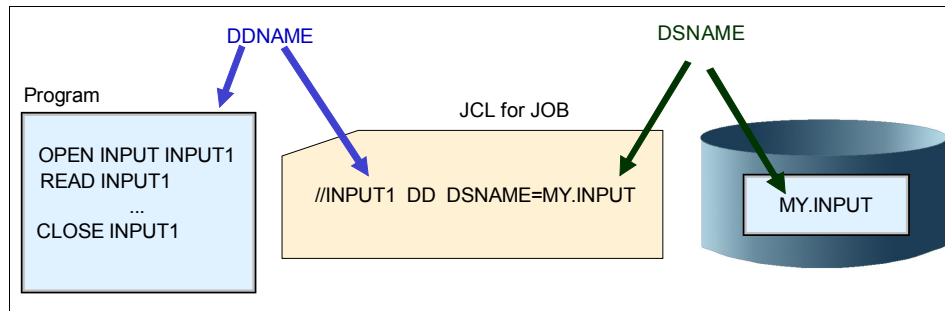 DDNAME
DSNAME
Program
JCL for JOB
OPEN INPUT INPUT1
READ INPUT1
...
CLOSE INPUT1
//INPUT1 DD DSNAME=MY.INPUT
MY.INPUT